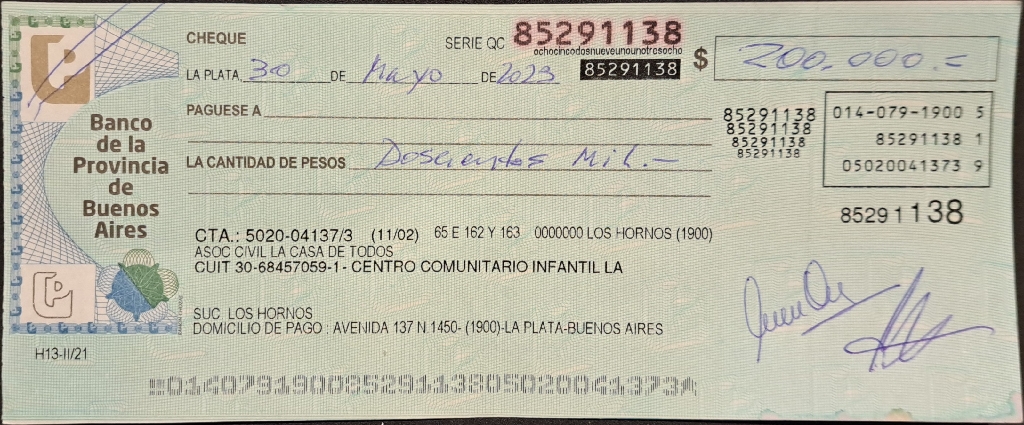 CHEQUE
SERIE QC 85291138
ochocincodosnueveunounotresocho
85291138
$ 200.000.=
LA PLATA, 30 DE Mayo DE 2023
PAGUESE A
LA CANTIDAD DE PESOS Doscientos Mil.-
85291138
85291138
85291138
85291138
014-079-1900 5
85291138 1
05020041373 9
85291138
Banco
de la
Provincia
de
Buenos
Aires
CTA.: 5020-04137/3 (11/02) 65 E 162 Y 163 0000000 LOS HORNOS (1900)
ASOC CIVIL LA CASA DE TODOS
CUIT 30-68457059-1- CENTRO COMUNITARIO INFANTIL LA
SUC LOS HORNOS
DOMICILIO DE PAGO : AVENIDA 137 N 1450- (1900)-LA PLATA-BUENOS AIRES
H13-II/21
01407919008529113805020041373